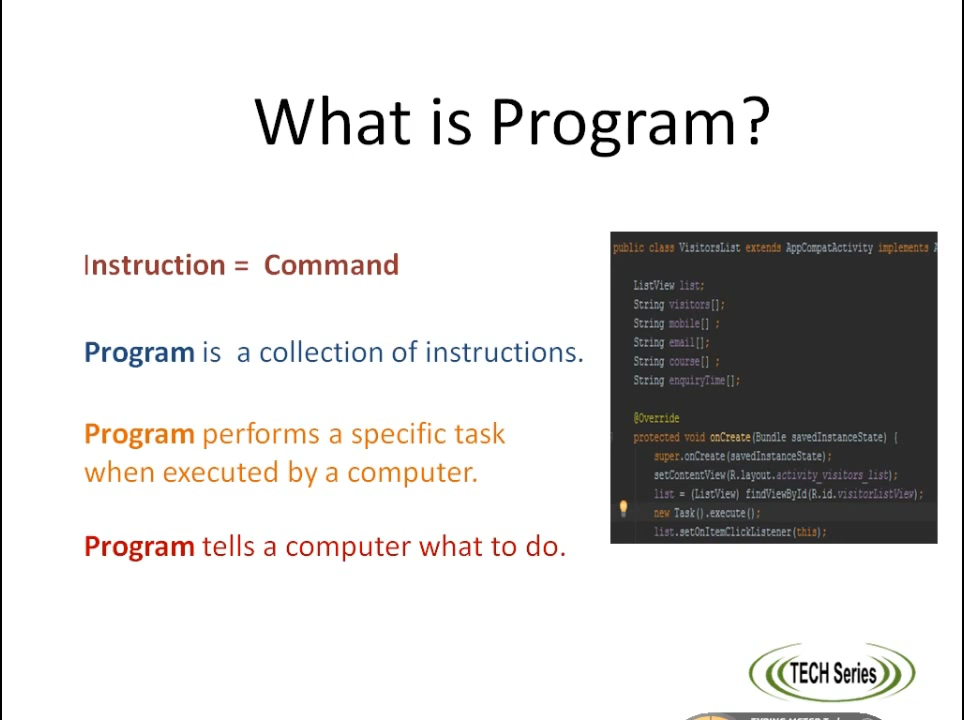 What is Program?
Instruction = Command
Program is a collection of instructions.
Program performs a specific task
when executed by a computer.
Program tells a computer what to do.
public class VisitorsList extends AppCompatActivity implements
ListView list;
String visitors[];
String mobile[] ;
String email[];
String course[] ;
String enquiryTime[];
@Override
protected void onCreate(Bundle savedInstanceState) {
super.onCreate(savedInstanceState);
setContentView(R.layout.activity_visitors_list);
list = (ListView) findViewById(R.id.visitorListView);
new Task().execute();
list.setOnItemClickListener(this);
TECH Series